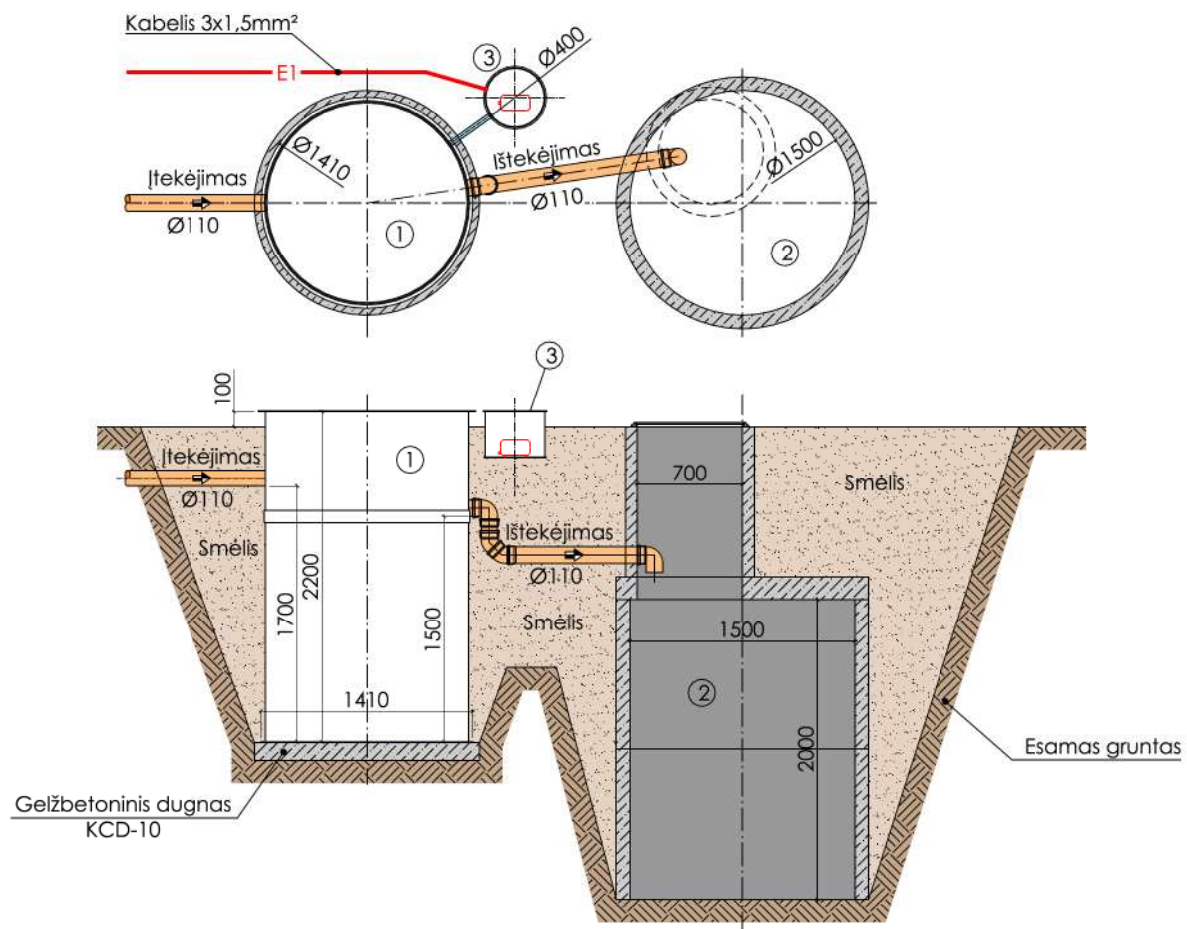 Kabelis 3x1,5mm²
E1
3
Ø400
Ø1410
Įtekėjimas
Ø110
Ištekėjimas
Ø110
1
Ø1500
2
3
100
Įtekėjimas
Ø110
1
700
Smėlis
Smėlis
2200
1700
1500
Ištekėjimas
Ø110
Smėlis
1500
1410
2
2000
Esamas gruntas
Gelžbetoninis dugnas
KCD-10